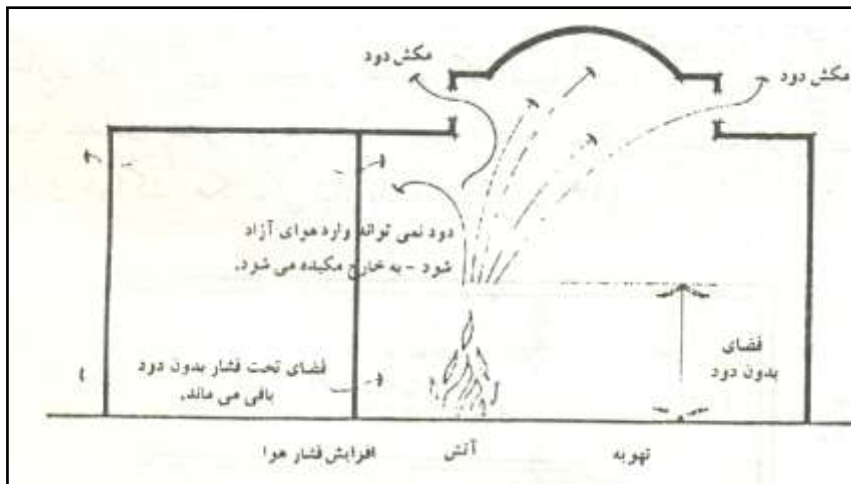 مکش دود
مکش دود
دود نمی تواند وارد هوای آزاد
شود - به خارج مکیده می شود.
فضای
بدون دود
فضای تحت فشار بدون دود
باقی می ماند.
افزایش فشار هوا
آتش
تهویه